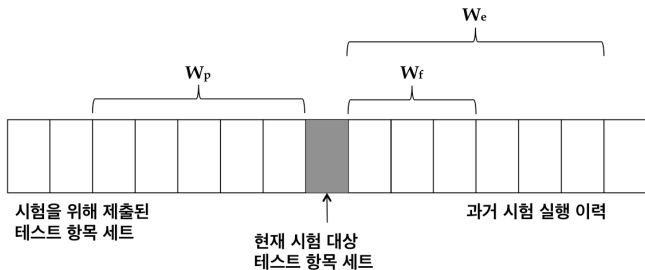 We
Wp
Wf
시험을 위해 제출된
테스트 항목 세트
과거 시험 실행 이력
현재 시험 대상
테스트 항목 세트